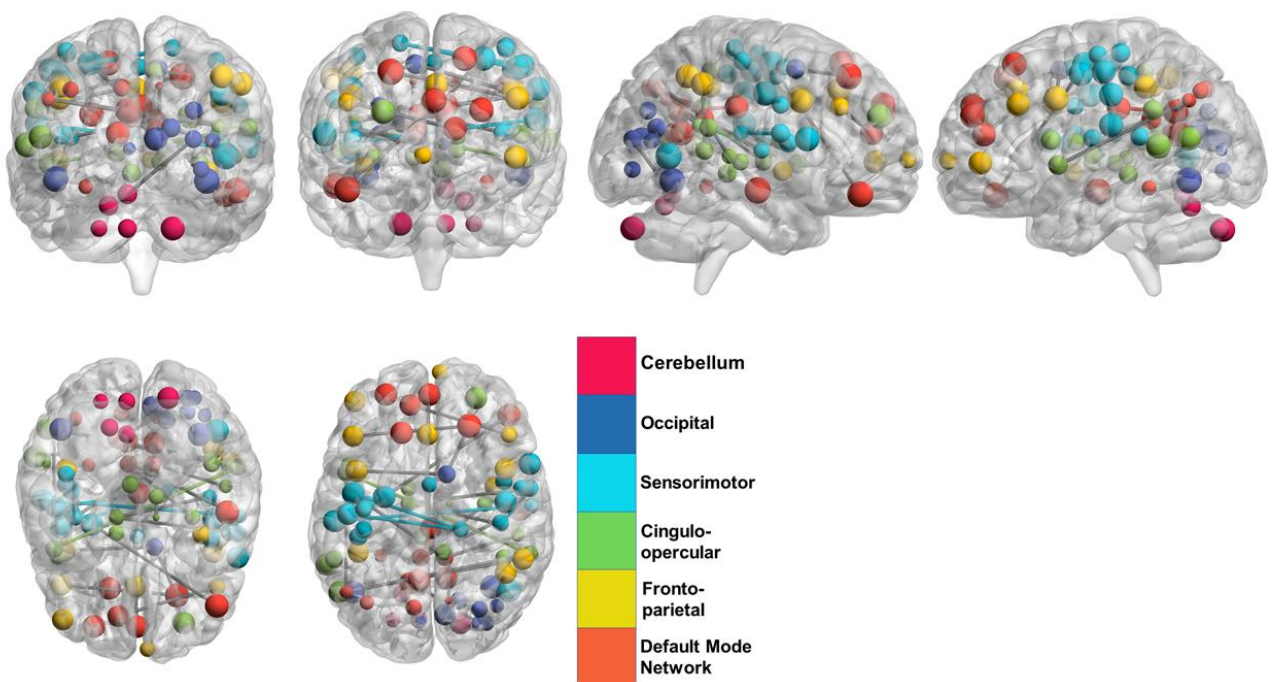 Cerebellum
Occipital
Sensorimotor
Cingulo-
opercular
Fronto-
parietal
Default Mode
Network